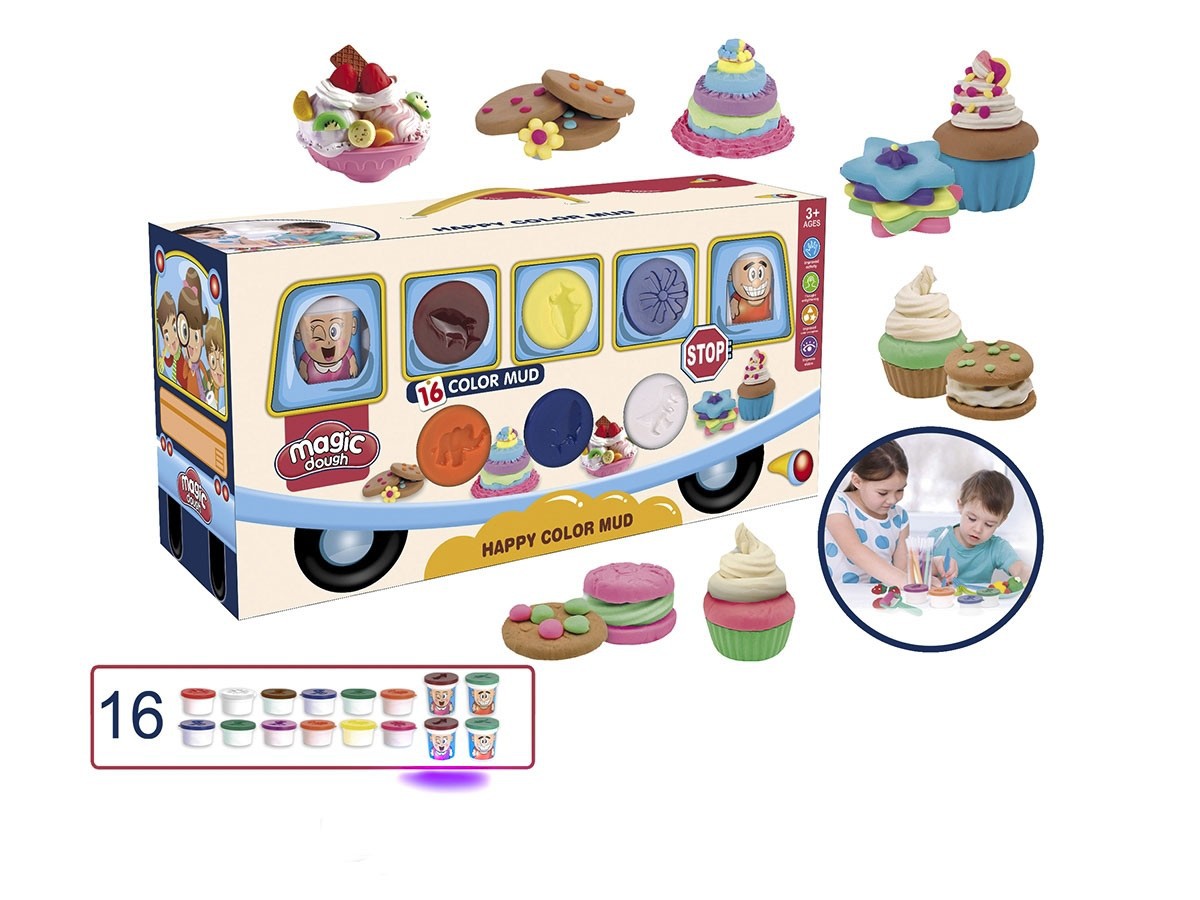 HAPPY COLOR MUD
3+
AGES
STOP
16 COLOR MUD
magic
dough
magic
dough
HAPPY COLOR MUD
16